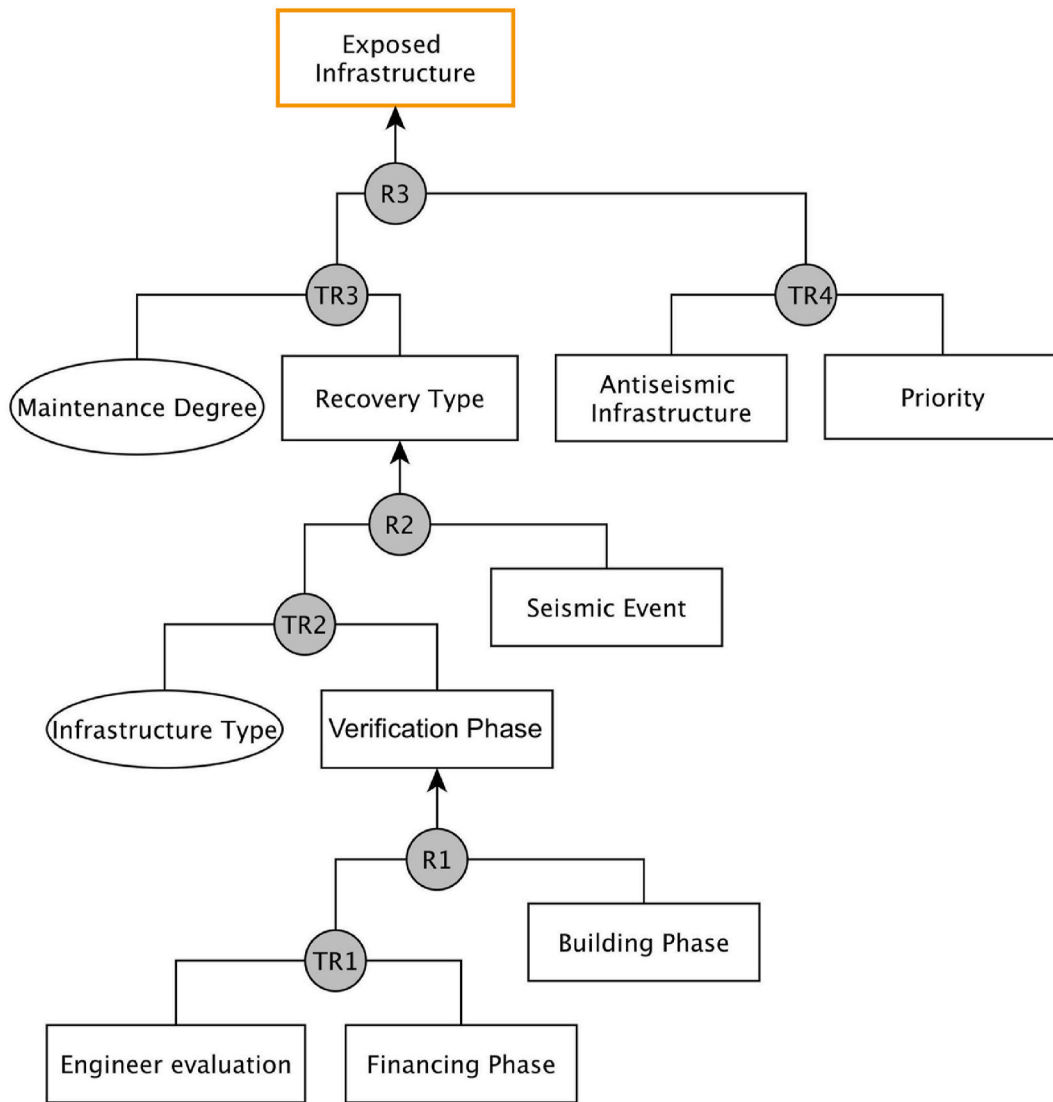 Exposed
Infrastructure
R3
TR3
TR4
Maintenance Degree
Recovery Type
Antiseismic
Infrastructure
Priority
R2
Seismic Event
TR2
Infrastructure Type
Verification Phase
R1
Building Phase
TR1
Engineer evaluation
Financing Phase